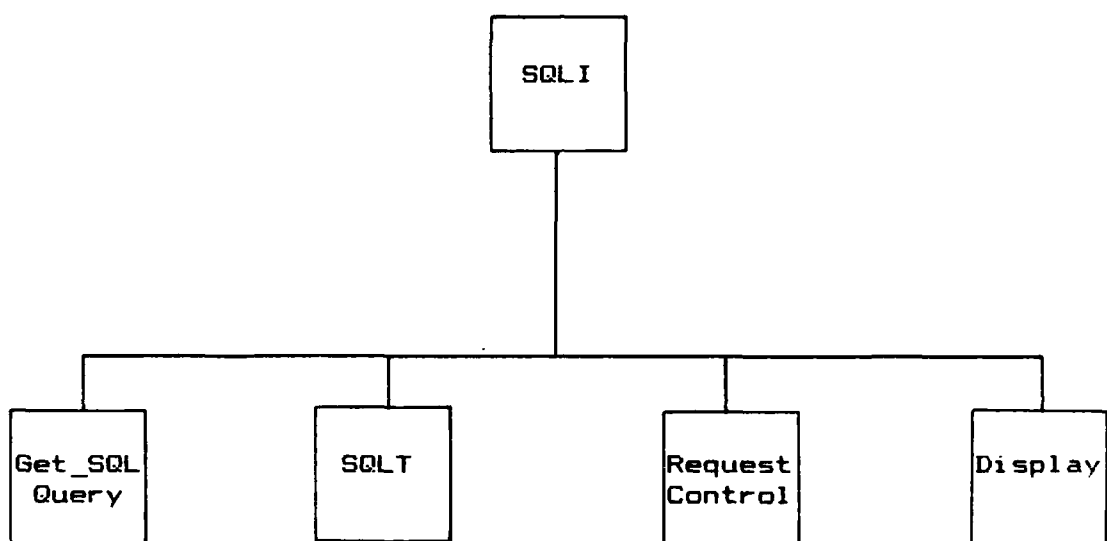 SQLI
Get_SQL
Query
SQLT
Request
Control
Display